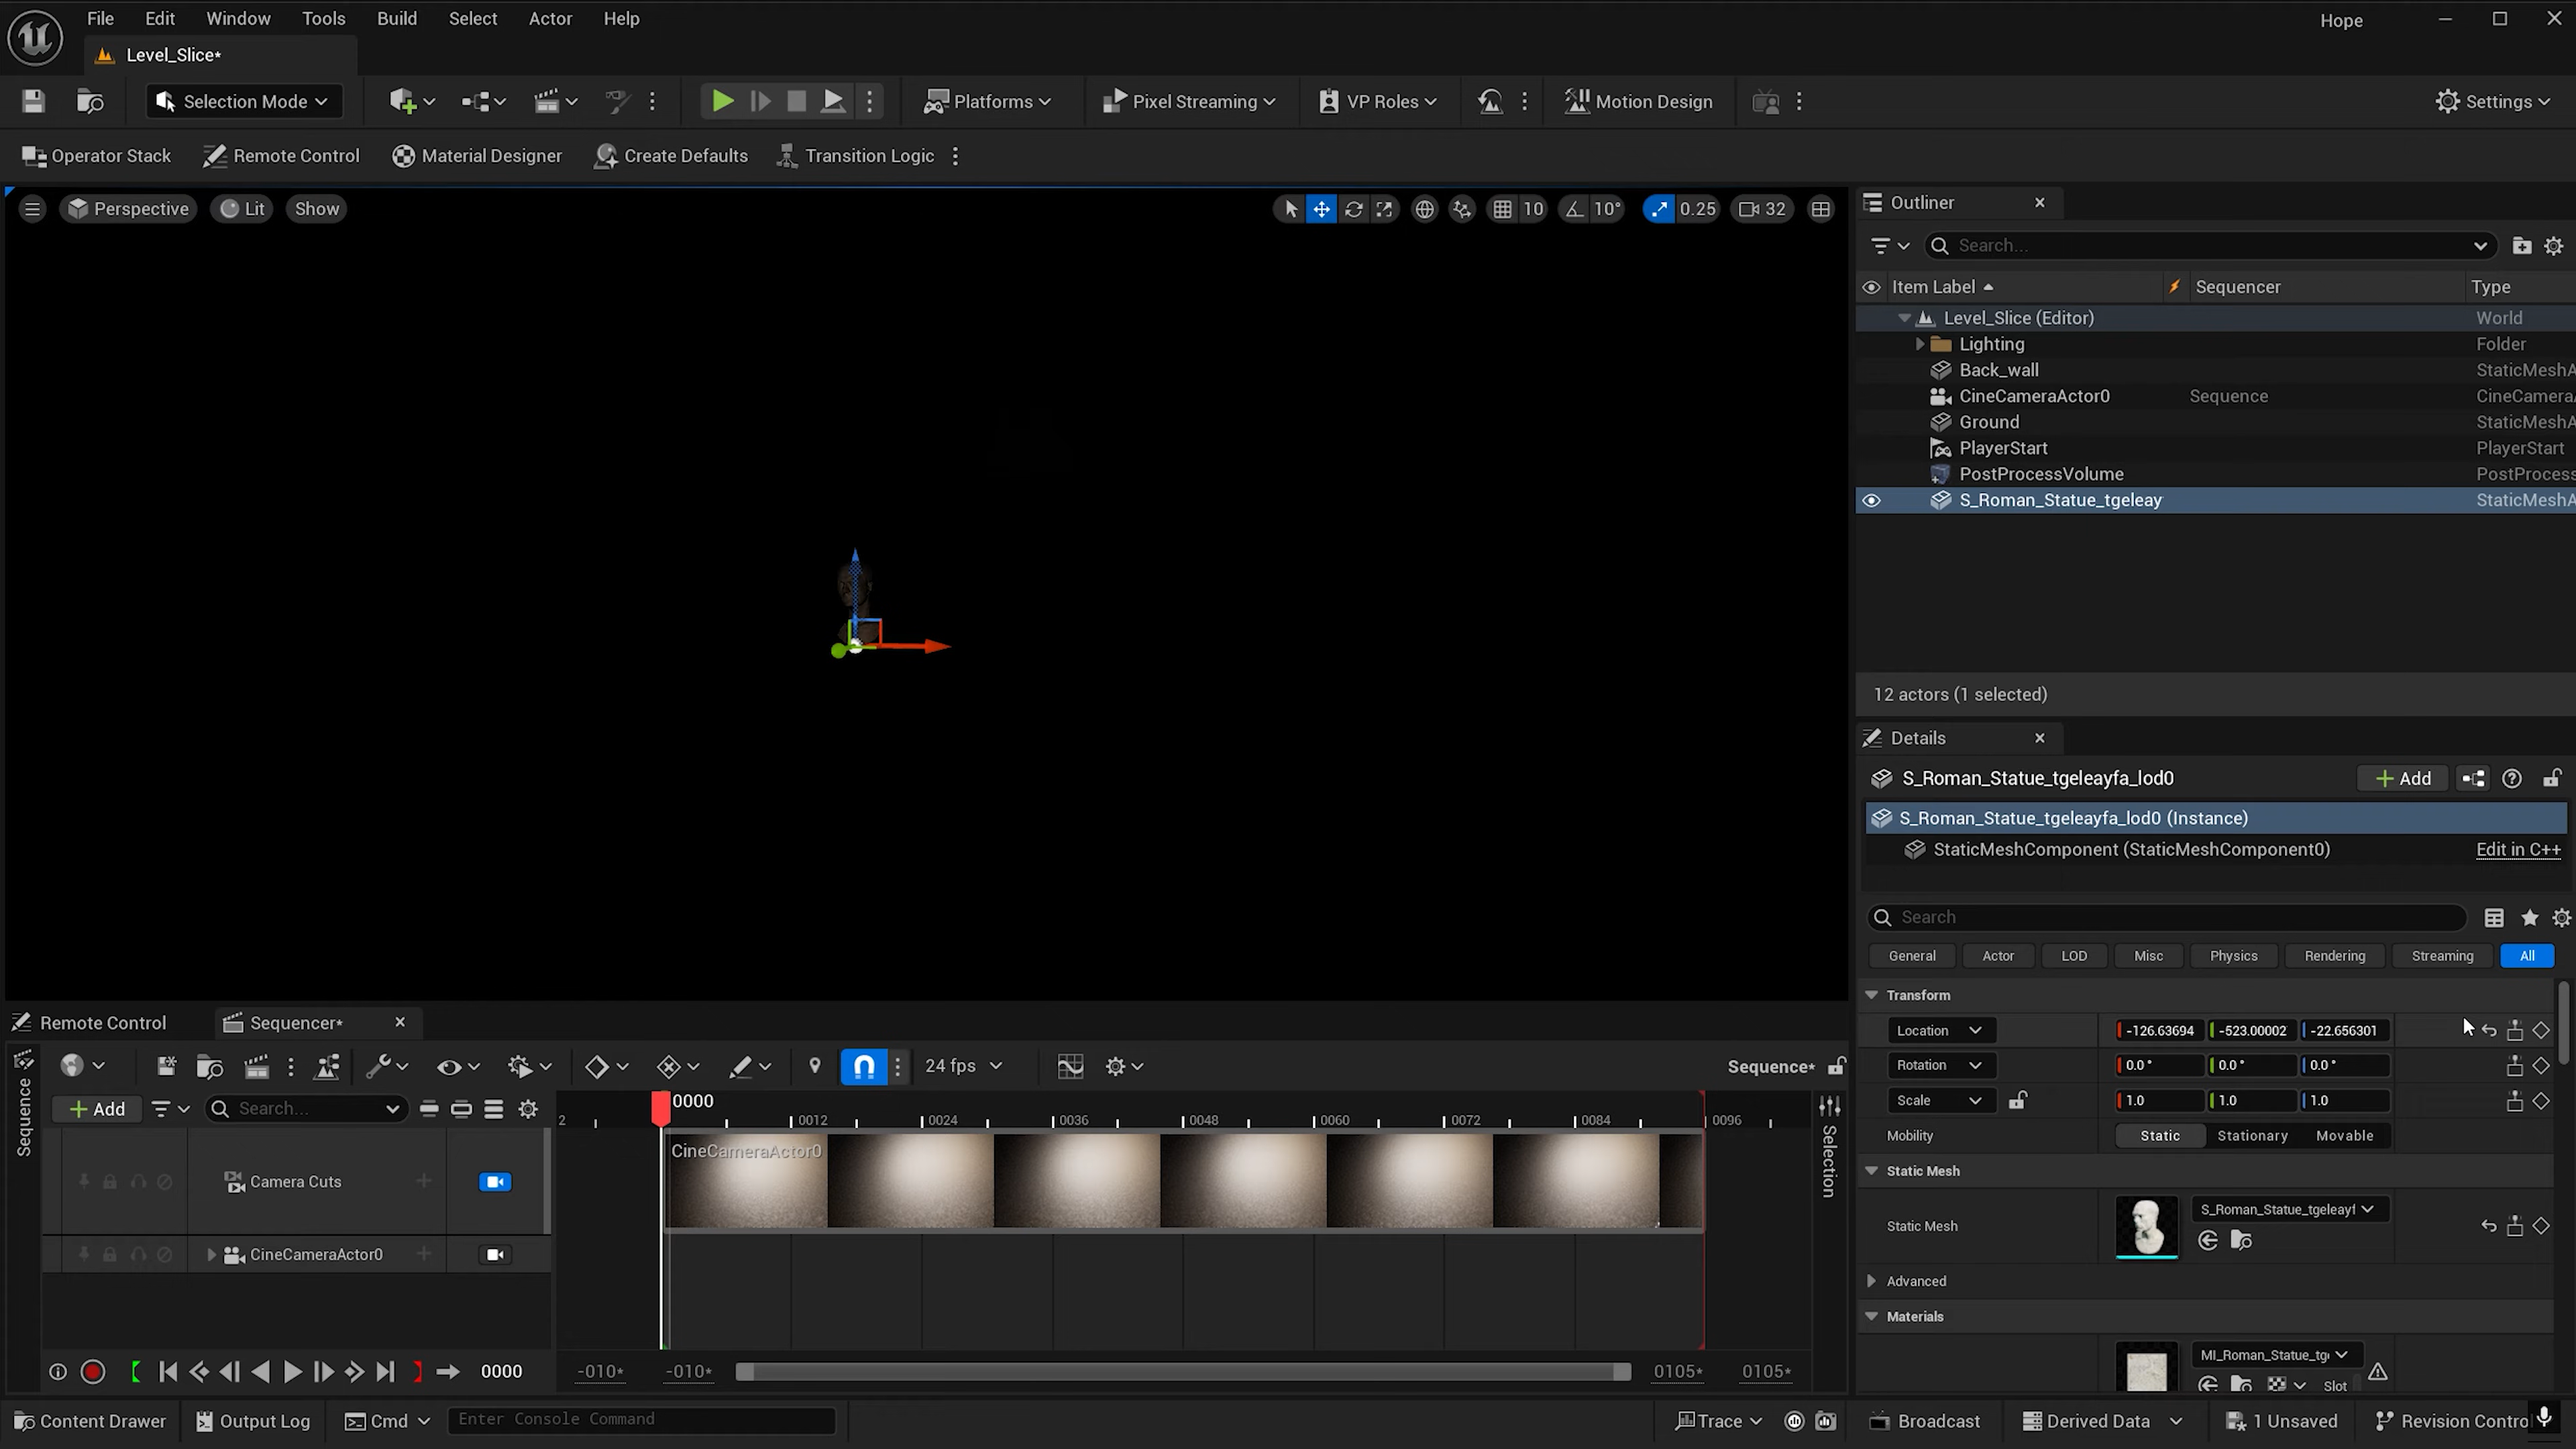 File Edit Window Tools Build Select Actor Help
Hope
Level_Slice*
Selection Mode
Platforms
Pixel Streaming
VP Roles
Motion Design
Settings
Operator Stack
Remote Control
Material Designer
Create Defaults
Transition Logic
Perspective
Lit
Show
10
10°
0.25
32
Outliner
Search...
Item Label
Sequencer
Type
Level_Slice (Editor) World
Lighting Folder
Back_wall StaticMeshA
CineCameraActor0 Sequence CineCamera
Ground StaticMeshA
PlayerStart PlayerStart
PostProcessVolume PostProcess
S_Roman_Statue_tgeleay StaticMeshA
12 actors (1 selected)
Details
S_Roman_Statue_tgeleayfa_lod0
Add
S_Roman_Statue_tgeleayfa_lod0 (Instance)
StaticMeshComponent (StaticMeshComponent0) Edit in C++
Search
General Actor LOD Misc Physics Rendering Streaming All
Transform
Location -126.63694 -523.00002 -22.656301
Rotation 0.0° 0.0° 0.0°
Scale 1.0 1.0 1.0
Mobility Static Stationary Movable
Static Mesh
Static Mesh S_Roman_Statue_tgeleayf
Advanced
Materials
MI_Roman_Statue_tg
Slot
Remote Control
Sequencer*
24 fps
Sequence*
Sequence
Add
Search...
0000
2 0012 0024 0036 0048 0060 0072 0084 0096
CineCameraActor0
Selection
Camera Cuts
CineCameraActor0
0000
-010*
-010*
0105*
0105*
Content Drawer
Output Log
Cmd
Enter Console Command
Trace
Broadcast
Derived Data
1 Unsaved
Revision Contro